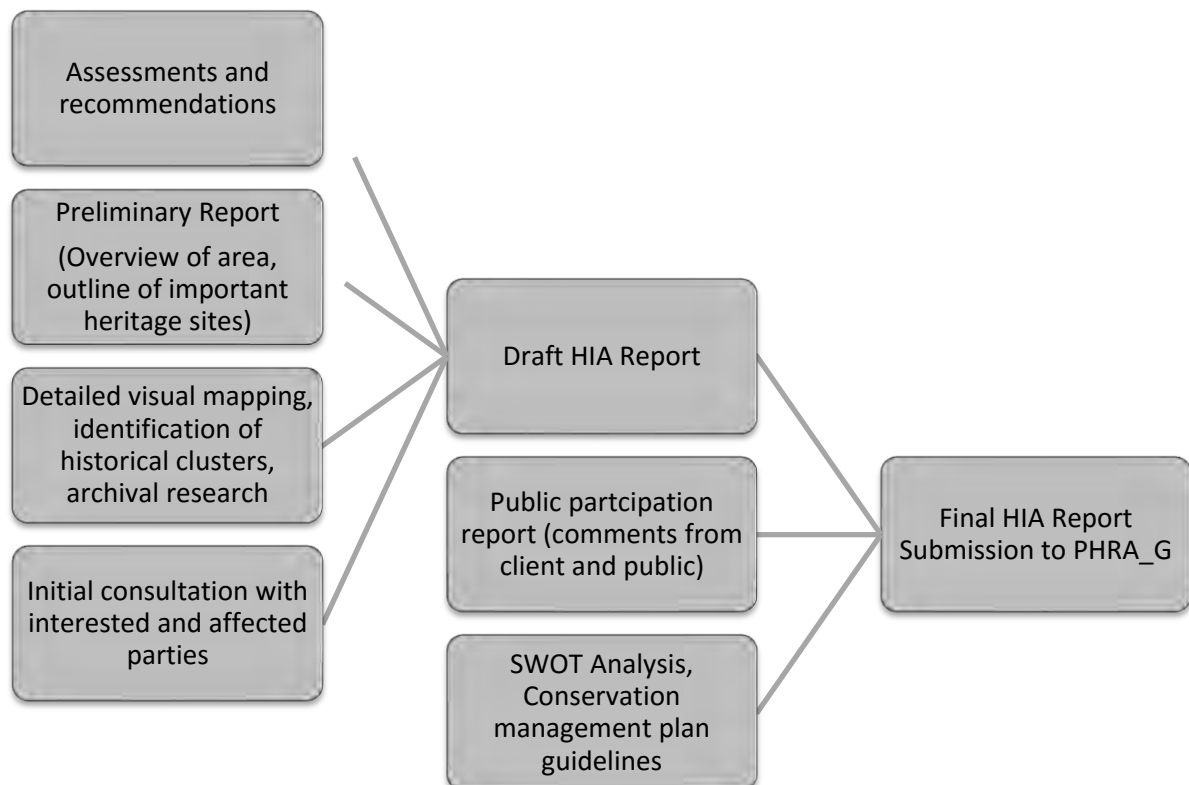 Assessments and
recommendations
Preliminary Report
(Overview of area,
outline of important
heritage sites)
Detailed visual mapping,
identification of
historical clusters,
archival research
Initial consultation with
interested and affected
parties
Draft HIA Report
Public partcipation
report (comments from
client and public)
SWOT Analysis,
Conservation
management plan
guidelines
Final HIA Report
Submission to PHRA_G